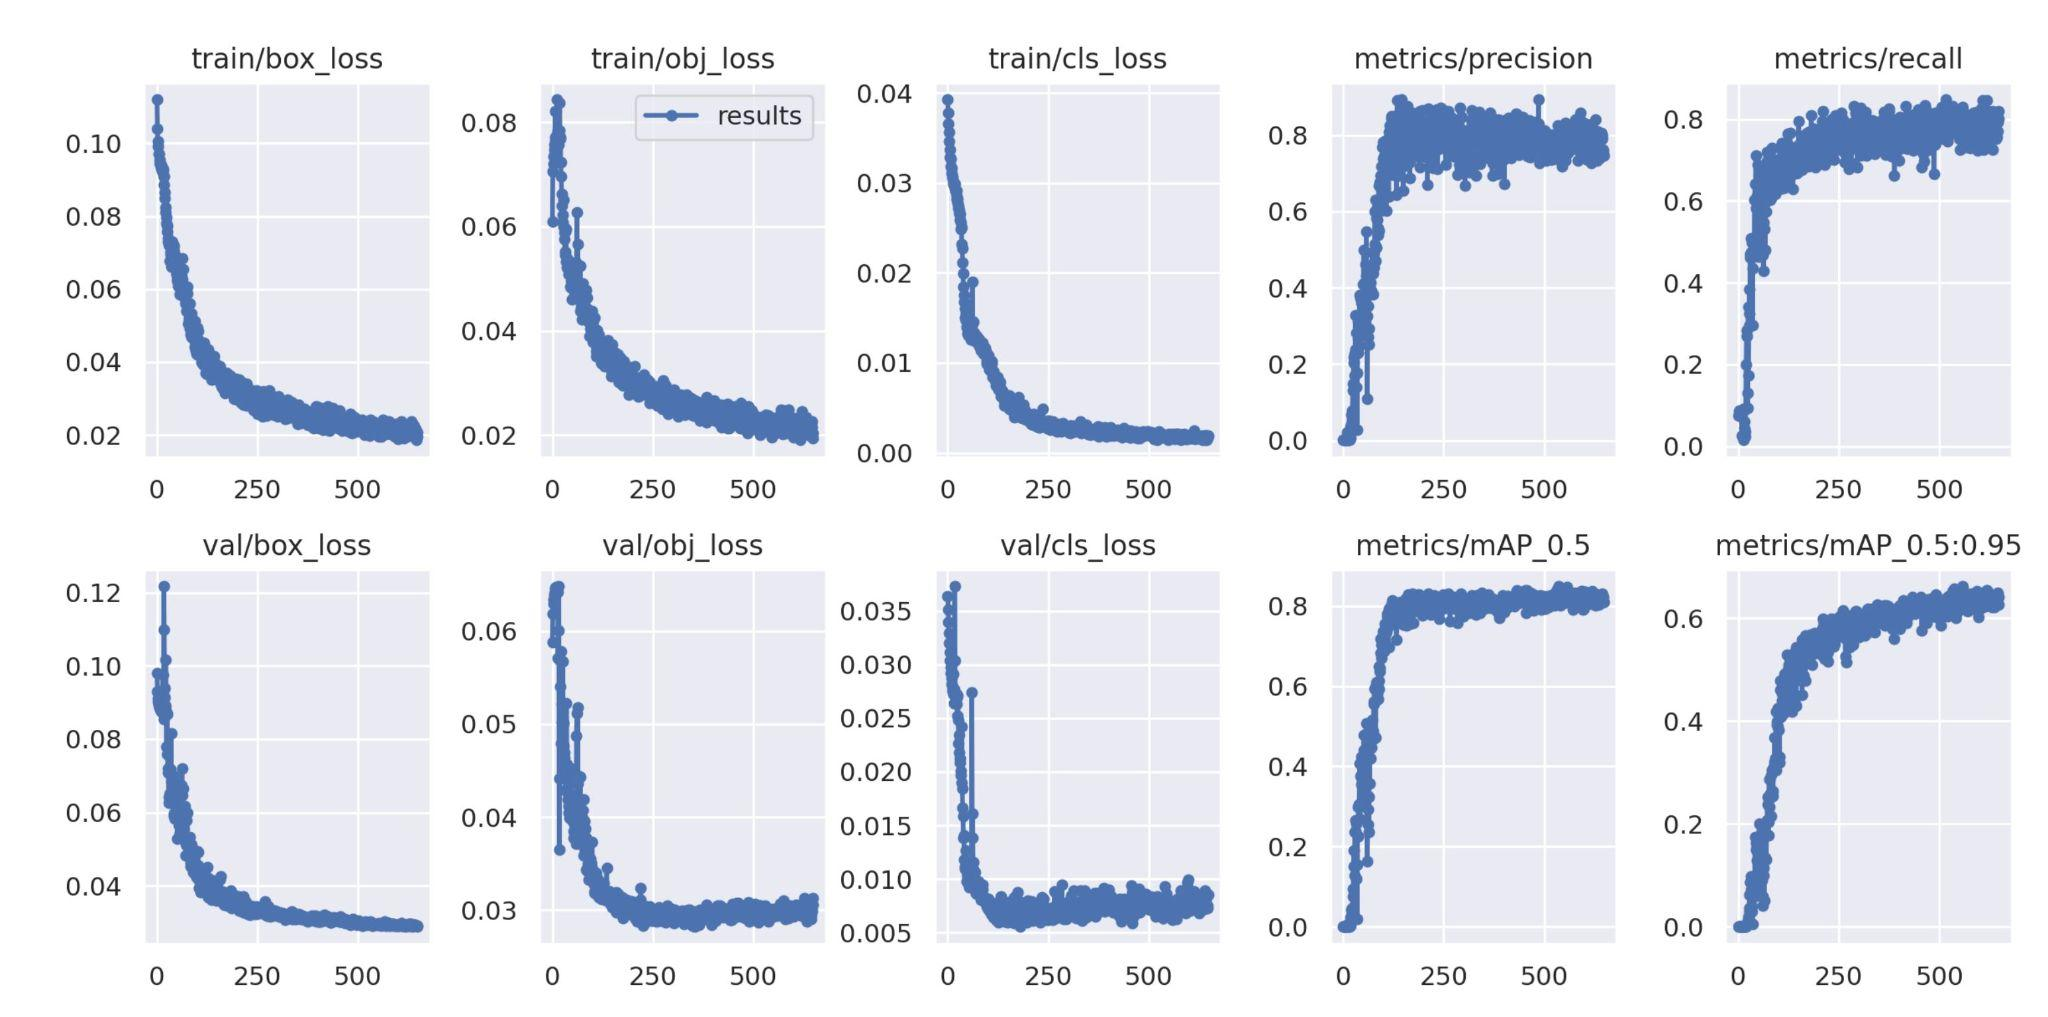 train/box_loss
train/obj_loss
train/cls_loss
metrics/precision
metrics/recall
results
0.10
0.08
0.06
0.04
0.02
0 250 500
0.08
0.06
0.04
0.02
0 250 500
0.04
0.03
0.02
0.01
0.00
0 250 500
0.8
0.6
0.4
0.2
0.0
0 250 500
0.8
0.6
0.4
0.2
0.0
0 250 500
val/box_loss
val/obj_loss
val/cls_loss
metrics/mAP_0.5
metrics/mAP_0.5:0.95
0.12
0.10
0.08
0.06
0.04
0 250 500
0.06
0.05
0.04
0.03
0 250 500
0.035
0.030
0.025
0.020
0.015
0.010
0.005
0 250 500
0.8
0.6
0.4
0.2
0.0
0 250 500
0.6
0.4
0.2
0.0
0 250 500